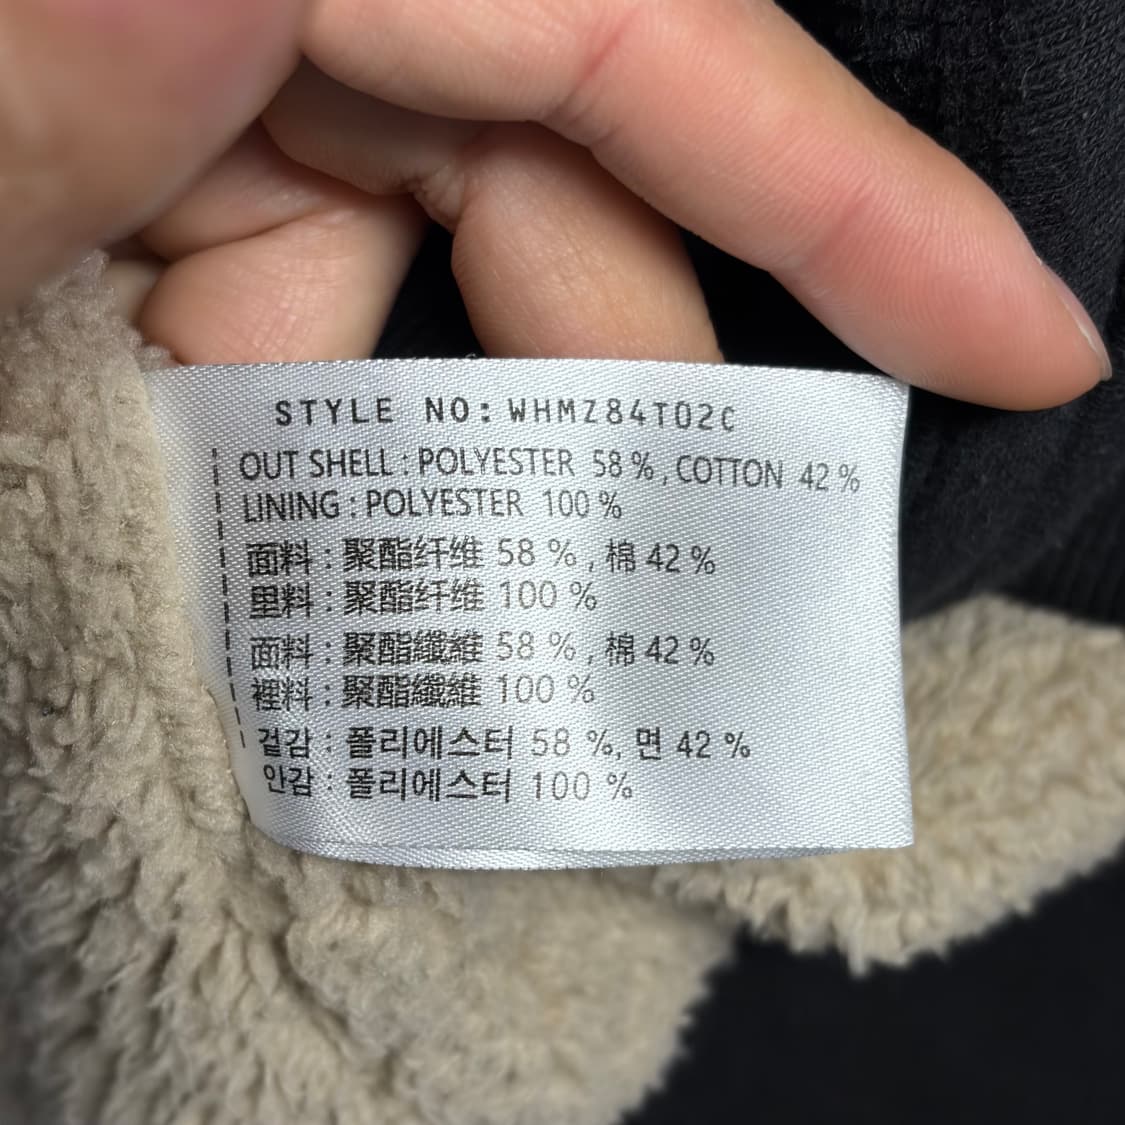 STYLE NO: WHMZ84T02C
OUT SHELL : POLYESTER 58 % , COTTON 42 %
LINING : POLYESTER 100 %
面料 : 聚酯纤维 58 % , 棉 42 %
里料 : 聚酯纤维 100 %
面料 : 聚酯纖維 58 % , 棉 42 %
裡料 : 聚酯纖維 100 %
겉감 : 폴리에스터 58 %, 면 42 %
안감 : 폴리에스터 100 %